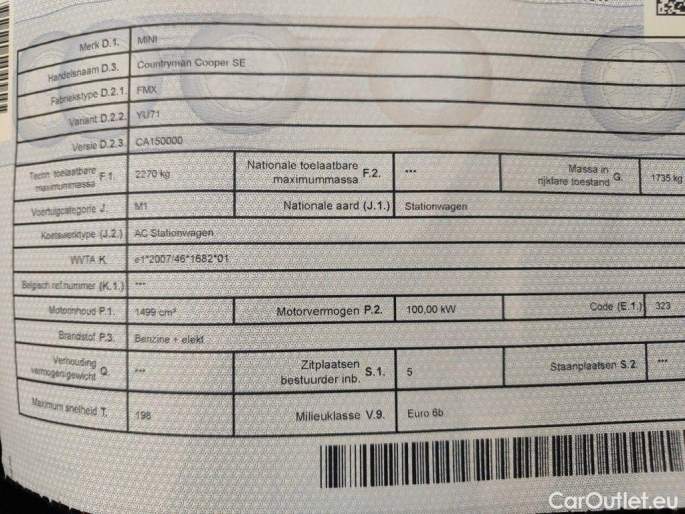 Merk D.1. MINI
Handelsnaam D.3. Countryman Cooper SE
Fabriekstype D.2.1. FMX
Variant D.2.2. YU71
Versie D.2.3. CA150000
Techn toelaatbare maximummassa F.1. 2270 kg Nationale toelaatbare maximummassa F.2. *** Massa in rijklare toestand G. 1735 kg
Voertuigcategorie J. M1 Nationale aard (J.1.) Stationwagen
Koetswerktype (J.2.) AC Stationwagen
WVTA K. e1*2007/46*1682*01
Belgisch ref.nummer (K.1.) ***
Motorinhoud P.1. 1499 cm³ Motorvermogen P.2. 100,00 kW Code (E.1.) 323
Brandstof P.3. Benzine + elekt
Verhouding vermogen/gewicht Q. *** Zitplaatsen bestuurder inb. S.1. 5 Staanplaatsen S.2. ***
Maximum snelheid T. 198 Milieuklasse V.9. Euro 6b
CarOutlet.eu